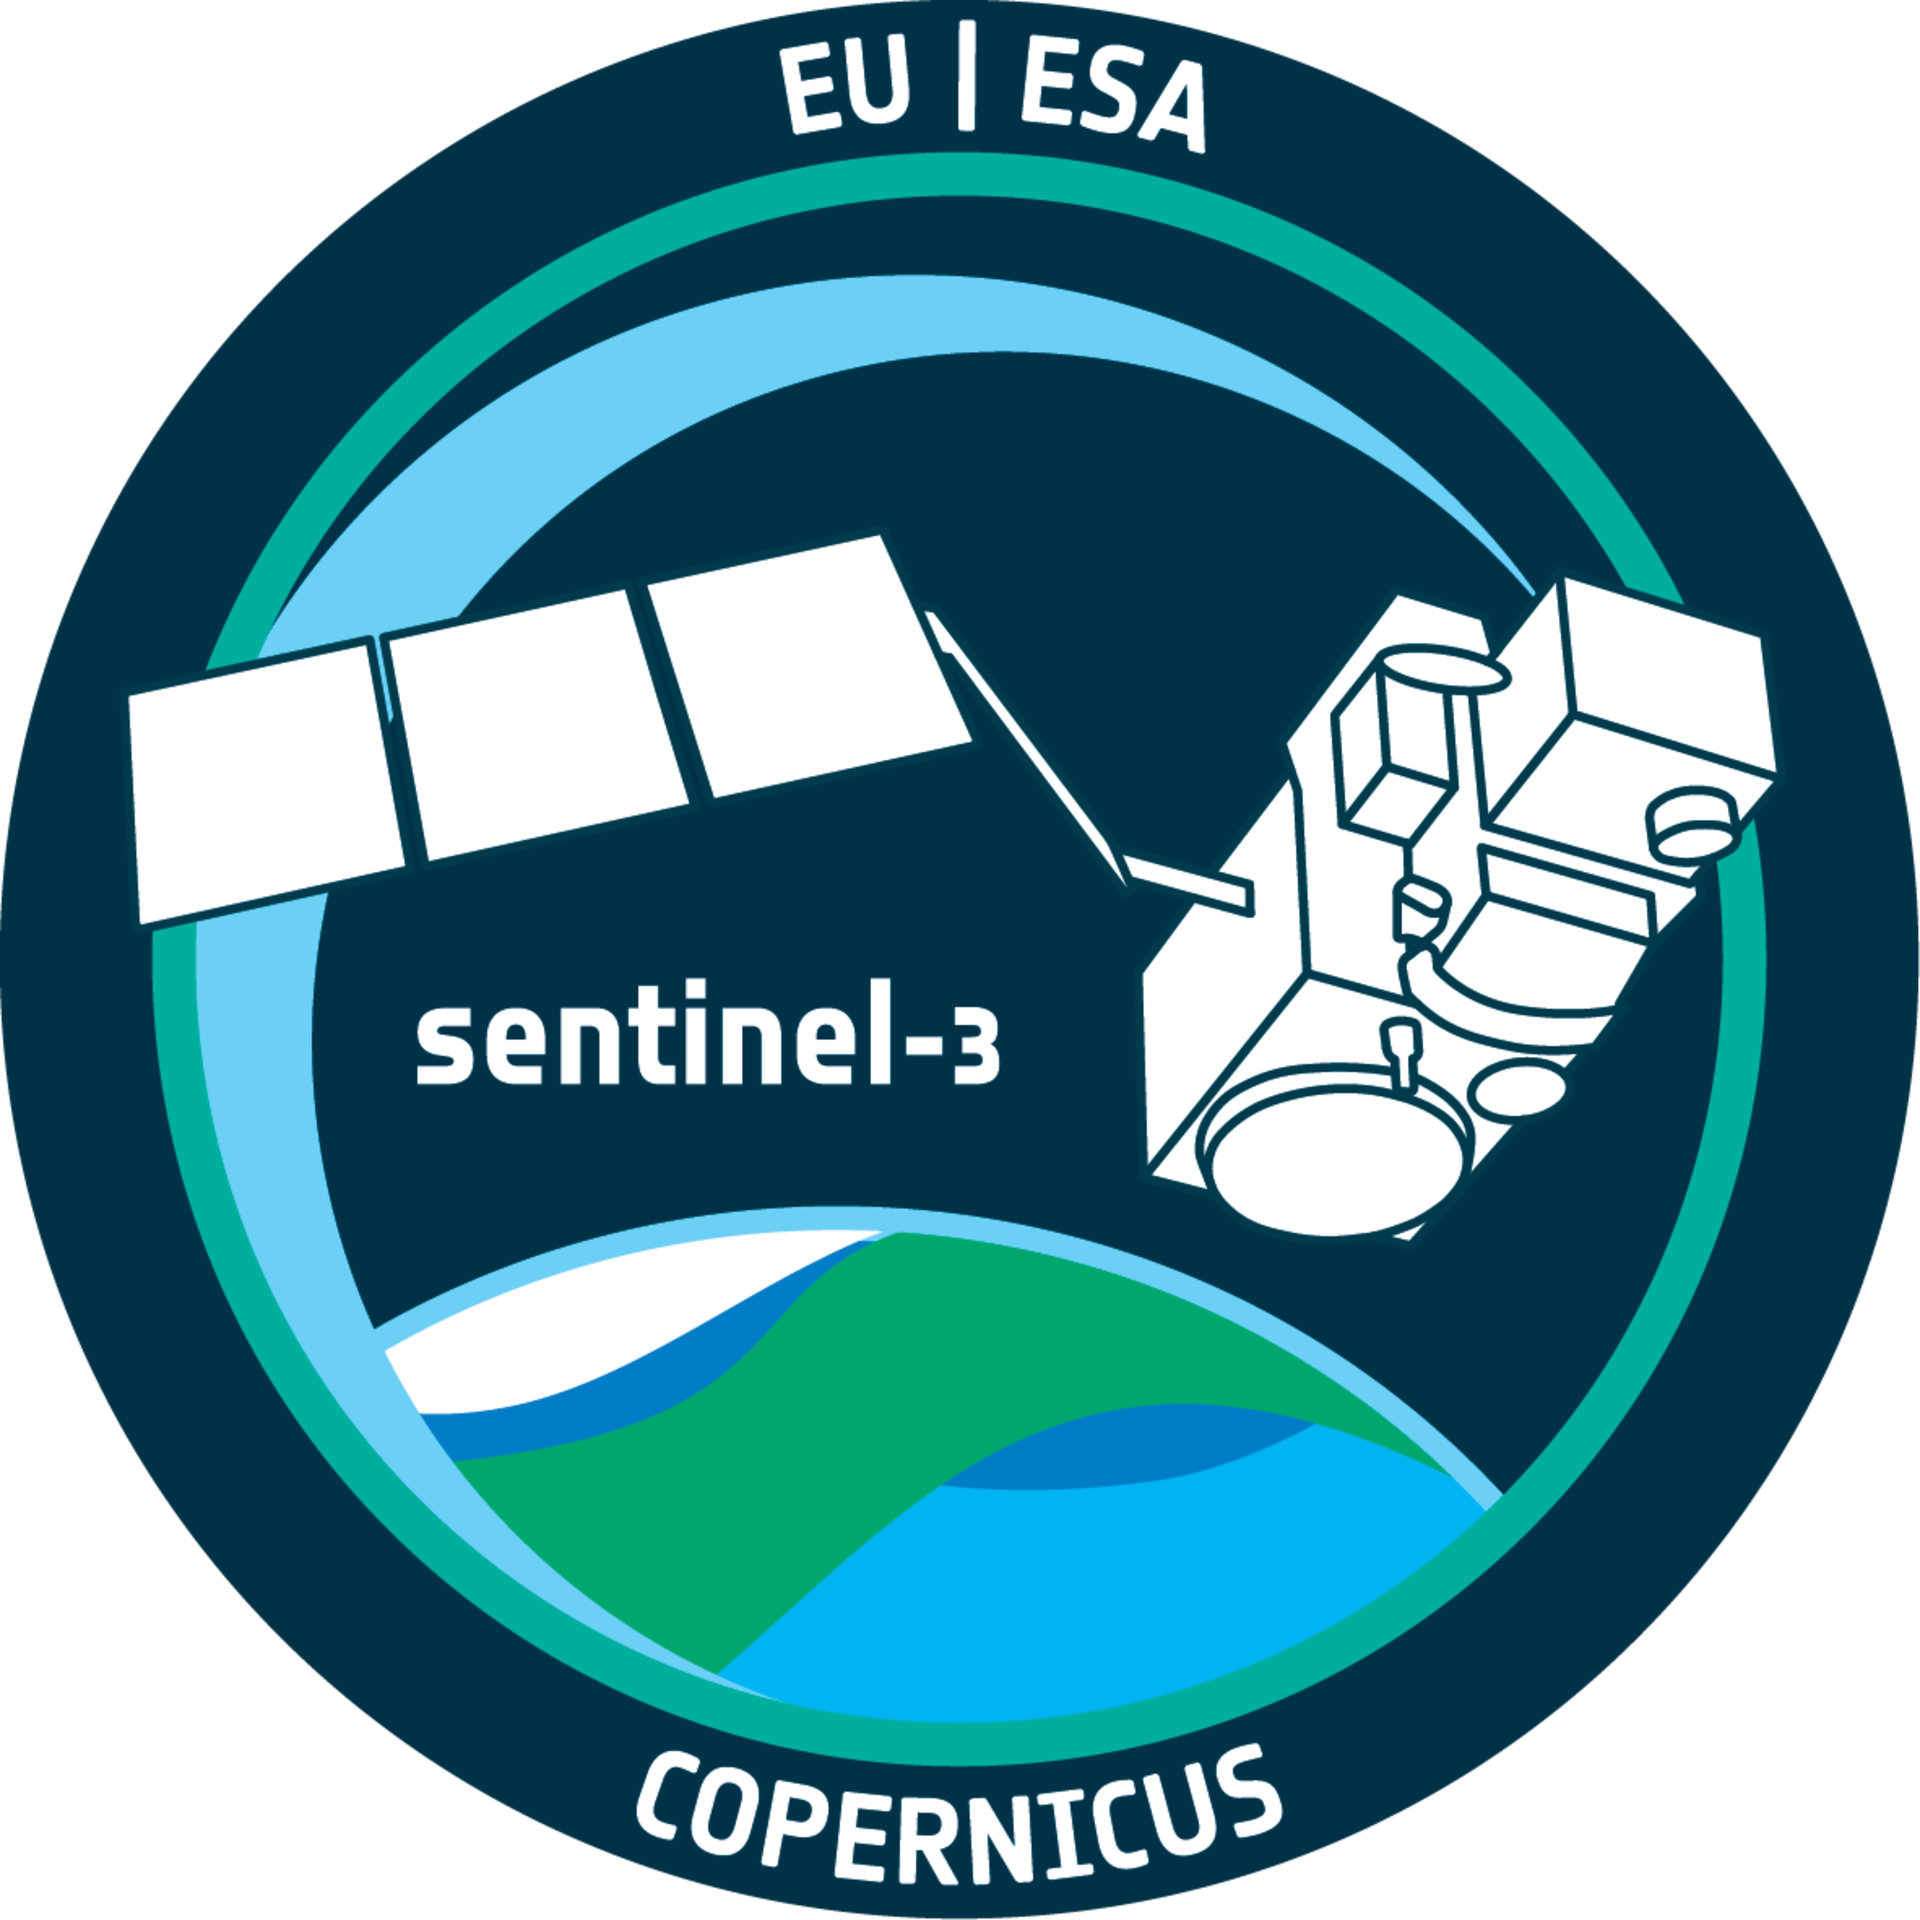 EU | ESA
sentinel-3
COPERNICUS